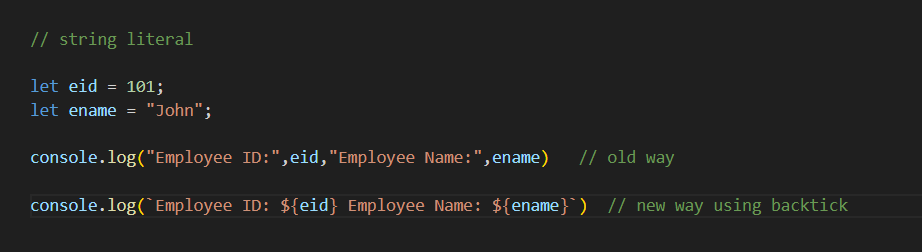 // string literal
let eid = 101;
let ename = "John";
console.log("Employee ID:",eid,"Employee Name:",ename)   // old way
console.log(`Employee ID: ${eid} Employee Name: ${ename}`)  // new way using backtick